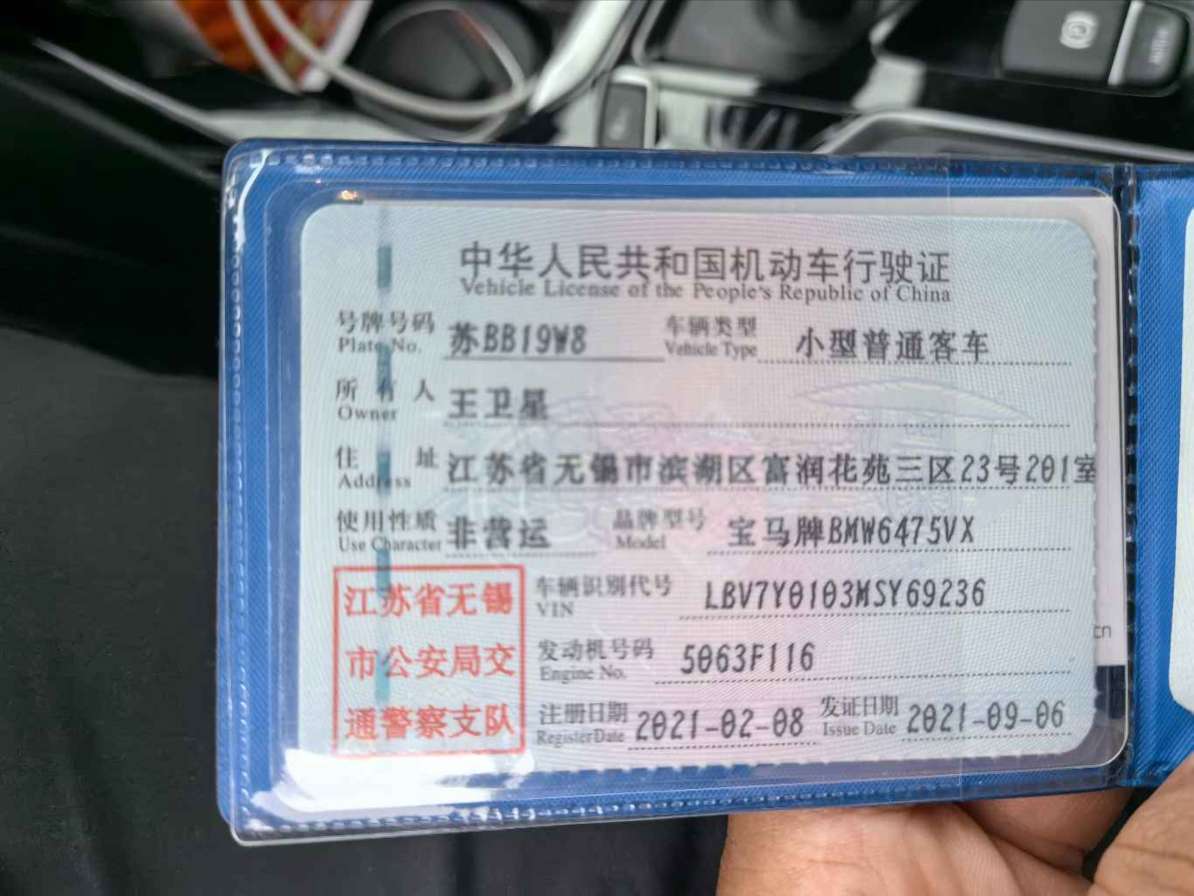 中华人民共和国机动车行驶证
Vehicle License of the People's Republic of China
号牌号码 苏BB19W8 车辆类型 小型普通客车
Plate No. Vehicle Type
所有人 王卫星
Owner
住址 江苏省无锡市滨湖区富润花苑三区23号201室
Address
使用性质 非营运 品牌型号 宝马牌BMW6475VX
Use Character Model
江苏省无锡
市公安局交
通警察支队
车辆识别代号 LBV7Y0103MSY69236
VIN
发动机号码 5063F116
Engine No.
注册日期 2021-02-08 发证日期 2021-09-06
Register Date Issue Date
cn